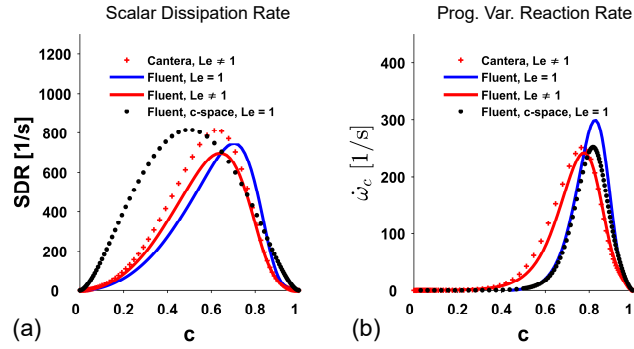 Scalar Dissipation Rate
1200
1000
800
600
400
200
0
SDR [1/s]
Cantera, Le ≠ 1
Fluent, Le = 1
Fluent, Le ≠ 1
Fluent, c-space, Le = 1
0 0.2 0.4 0.6 0.8 1
(a)
c
Prog. Var. Reaction Rate
400
300
200
100
0
ω̇c [1/s]
Cantera, Le ≠ 1
Fluent, Le = 1
Fluent, Le ≠ 1
Fluent, c-space, Le = 1
0 0.2 0.4 0.6 0.8 1
(b)
c